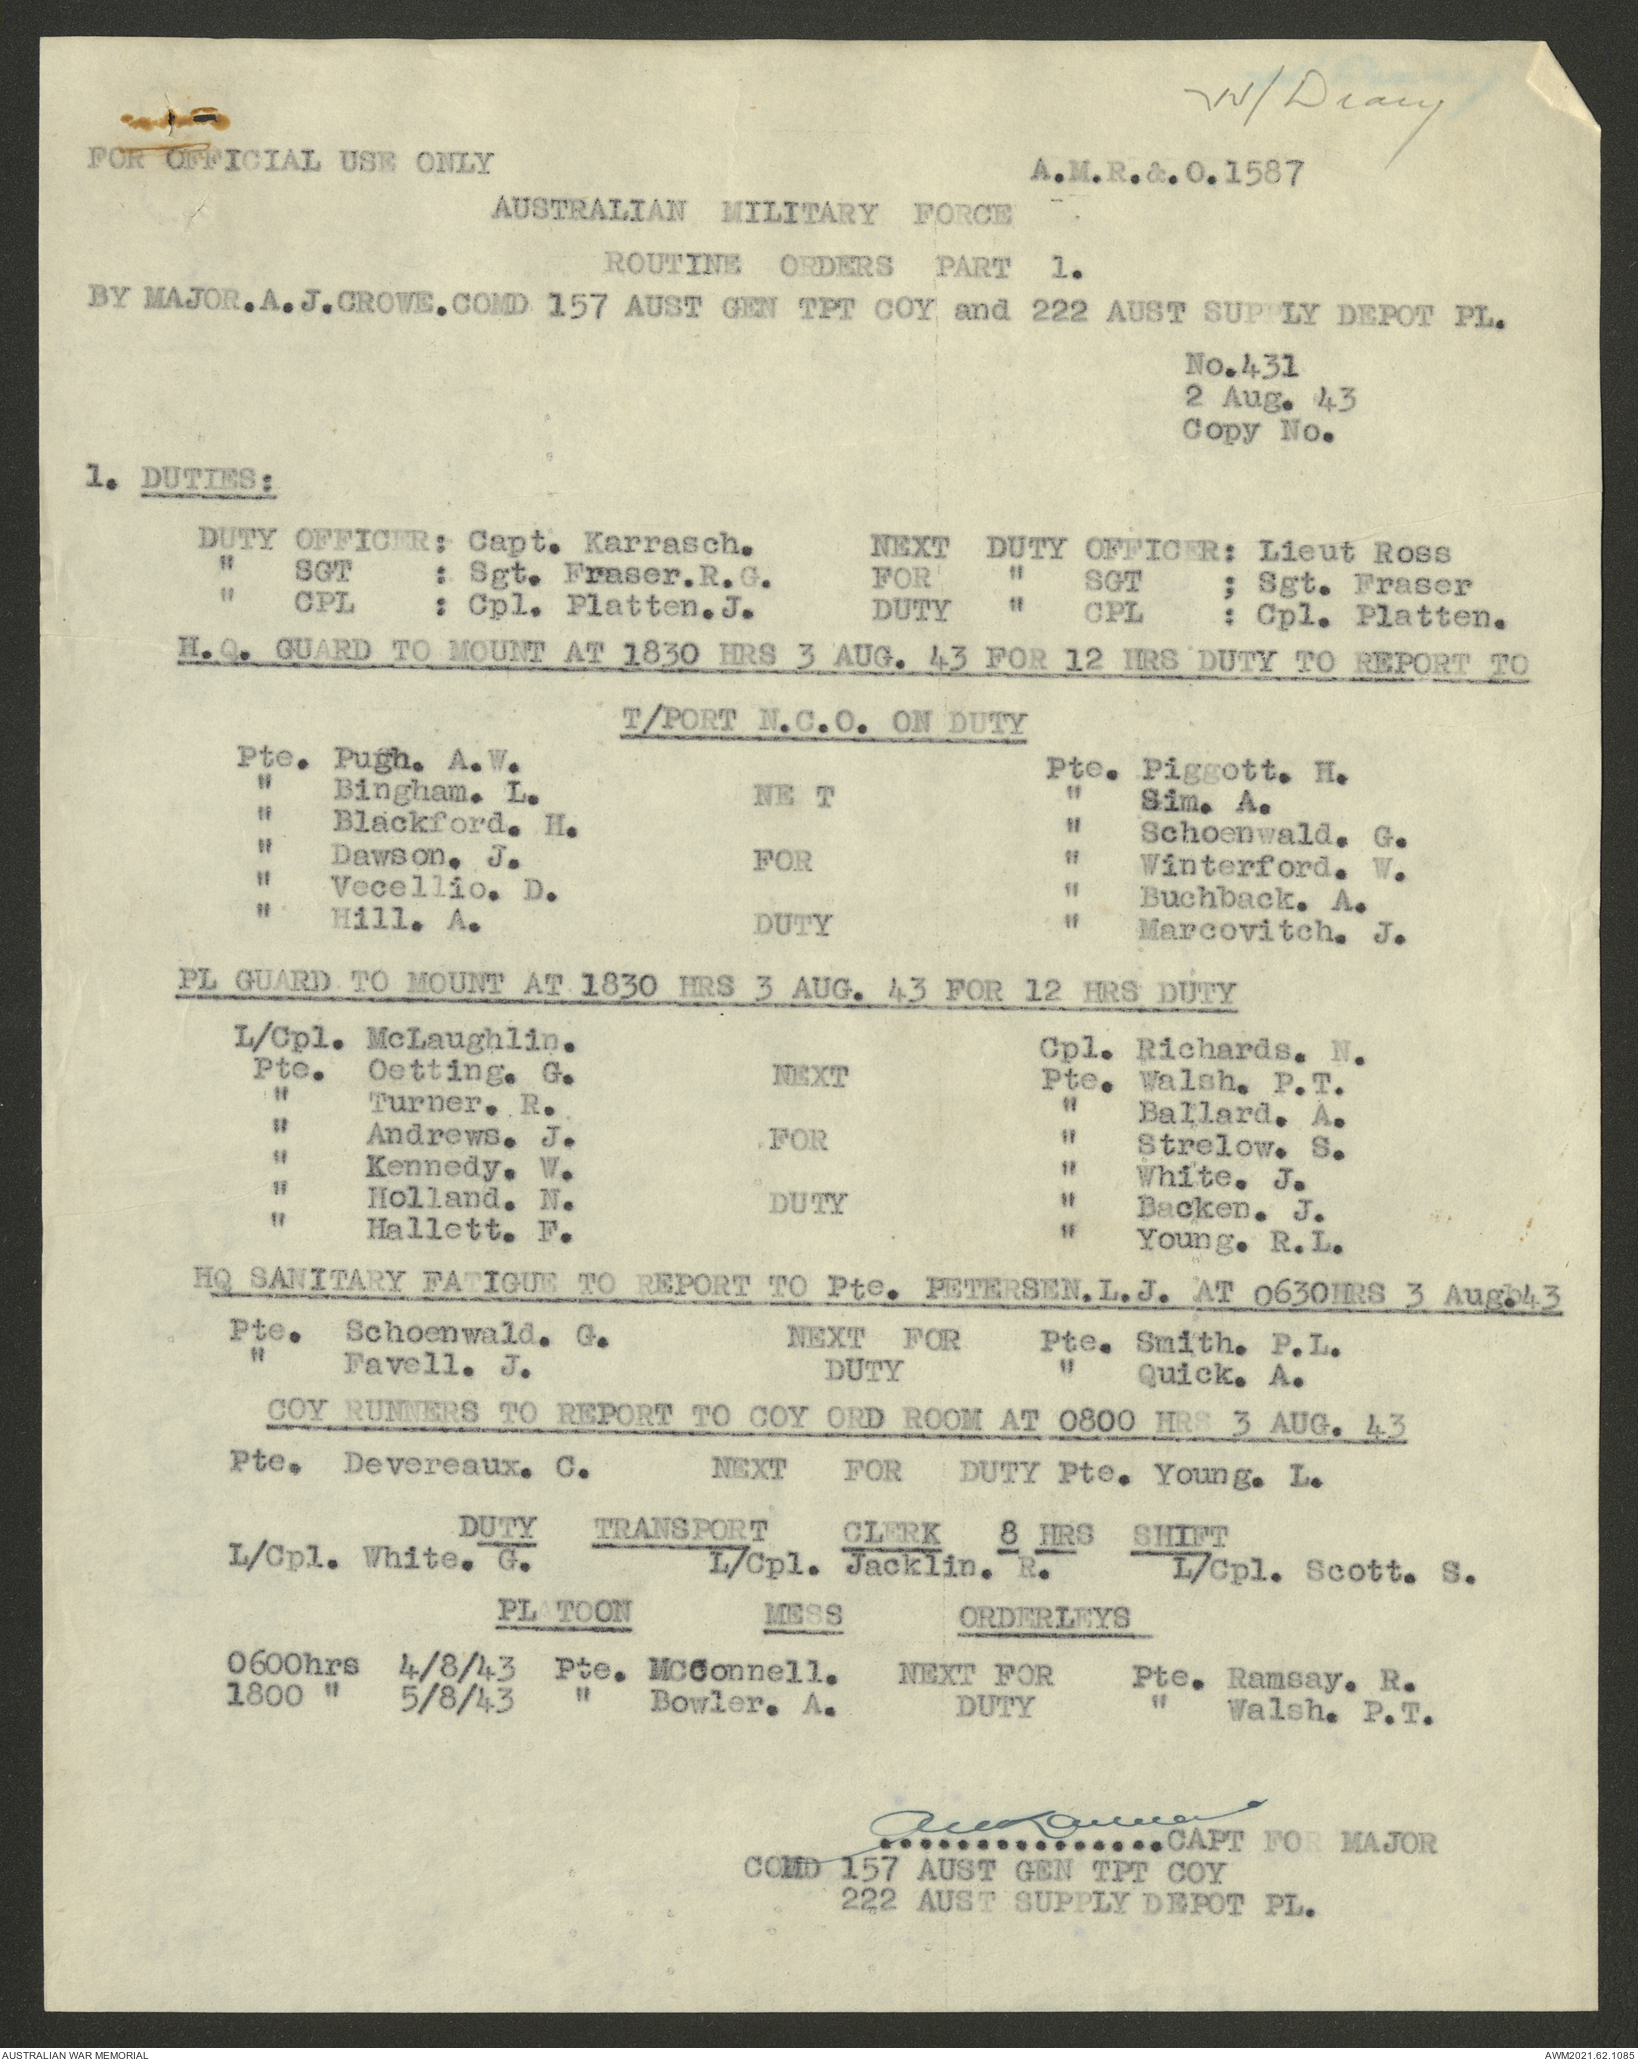 W/ Diary
FOR OFFICIAL USE ONLY A.M.R.&.O.1587
AUSTRALIAN MILITARY FORCE
ROUTINE ORDERS PART 1.
BY MAJOR.A.J.CROWE.COMD 157 AUST GEN TPT COY and 222 AUST SUPPLY DEPOT PL.
No.431
2 Aug. 43
Copy No.
1. DUTIES:
DUTY OFFICER: Capt. Karrasch. NEXT DUTY OFFICER: Lieut Ross
" SGT : Sgt. Fraser.R.G. FOR " SGT ; Sgt. Fraser
" CPL : Cpl. Platten.J. DUTY " CPL : Cpl. Platten.
H.Q. GUARD TO MOUNT AT 1830 HRS 3 AUG. 43 FOR 12 HRS DUTY TO REPORT TO
T/PORT N.C.O. ON DUTY
Pte. Pugh. A.W. Pte. Piggott. H.
" Bingham. L. NE T " Sim. A.
" Blackford. H. " Schoenwald. G.
" Dawson. J. FOR " Winterford. W.
" Vecellio. D. " Buchback. A.
" Hill. A. DUTY " Marcovitch. J.
PL GUARD TO MOUNT AT 1830 HRS 3 AUG. 43 FOR 12 HRS DUTY
L/Cpl. McLaughlin. Cpl. Richards. N.
Pte. Oetting. G. NEXT Pte. Walsh. P.T.
" Turner. R. " Ballard. A.
" Andrews. J. FOR " Strelow. S.
" Kennedy. W. " White. J.
" Holland. N. DUTY " Backen. J.
" Hallett. F. " Young. R.L.
HQ SANITARY FATIGUE TO REPORT TO Pte. PETERSEN.L.J. AT 0630HRS 3 Aug.43
Pte. Schoenwald. G. NEXT FOR Pte. Smith. P.L.
" Favell. J. DUTY " Quick. A.
COY RUNNERS TO REPORT TO COY ORD ROOM AT 0800 HRS 3 AUG. 43
Pte. Devereaux. C. NEXT FOR DUTY Pte. Young. L.
DUTY TRANSPORT CLERK 8 HRS SHIFT
L/Cpl. White. G. L/Cpl. Jacklin. R. L/Cpl. Scott. S.
PLATOON MESS ORDERLEYS
0600hrs 4/8/43 Pte. McConnell. NEXT FOR Pte. Ramsay. R.
1800 " 5/8/43 " Bowler. A. DUTY " Walsh. P.T.
...............CAPT FOR MAJOR
COMD 157 AUST GEN TPT COY
222 AUST SUPPLY DEPOT PL.
AUSTRALIAN WAR MEMORIAL AWM2021.62.1085